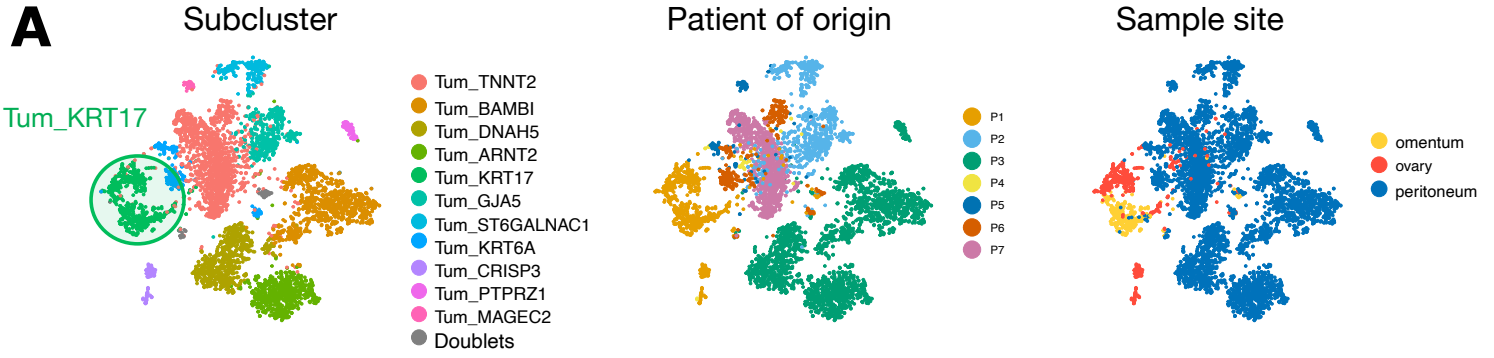 A
Subcluster
Patient of origin
Sample site
Tum_KRT17
Tum_TNNT2
Tum_BAMBI
Tum_DNAH5
Tum_ARNT2
Tum_KRT17
Tum_GJA5
Tum_ST6GALNAC1
Tum_KRT6A
Tum_CRISP3
Tum_PTPRZ1
Tum_MAGEC2
Doublets
P1
P2
P3
P4
P5
P6
P7
omentum
ovary
peritoneum